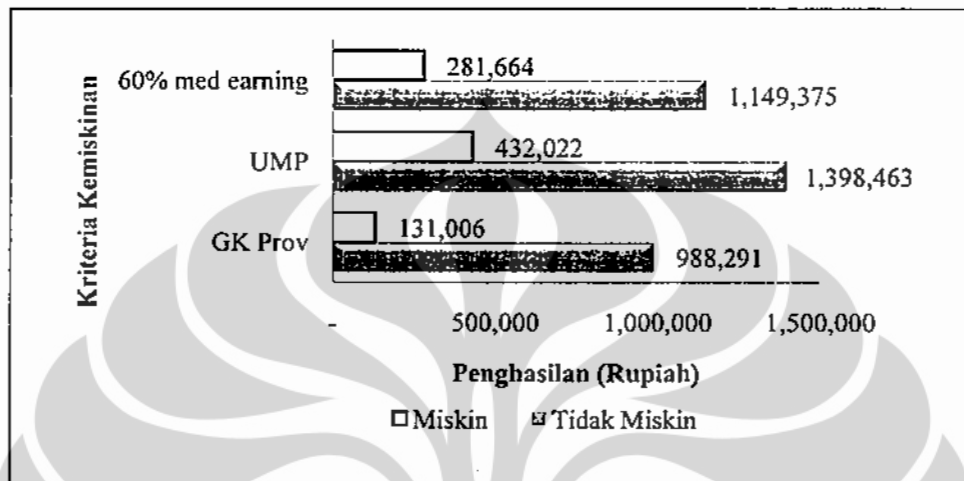 Kriteria Kemiskinan
60% med earning
281,664
1,149,375
UMP
432,022
1,398,463
GK Prov
131,006
988,291
- 500,000 1,000,000 1,500,000
Penghasilan (Rupiah)
Miskin Tidak Miskin